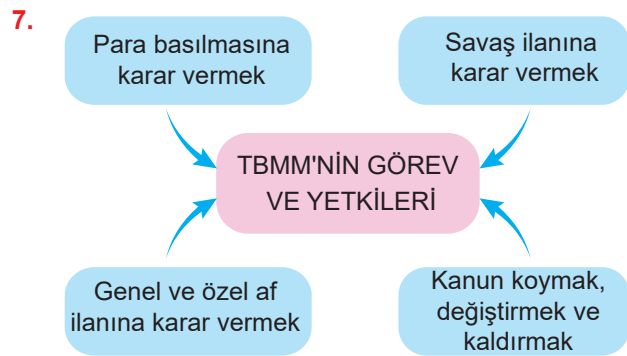 7.
Para basılmasına
karar vermek
Savaş ilanına
karar vermek
TBMM'NİN GÖREV
VE YETKİLERİ
Genel ve özel af
ilanına karar vermek
Kanun koymak,
değiştirmek ve
kaldırmak